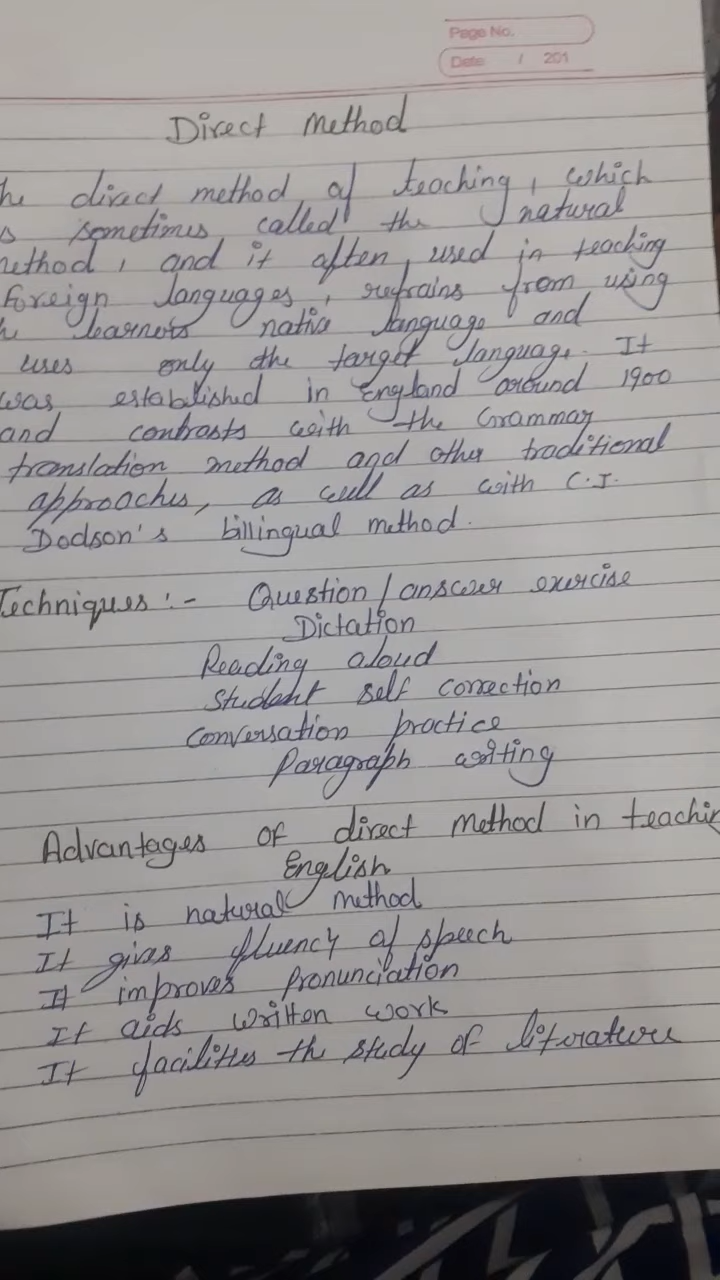 Page No.
Date / 201
Direct Method
he direct method of teaching, which
s sometimes called the natural
ethod, and it often, used in teaching
foreign languages, refrains from using
he learners native language and
uses only the target language. It
was established in England around 1900
and contrasts with the Grammar
translation method and other traditional
approaches, as well as with C.J.
Dodson's billingual method.
Techniques :- Question / answer exercise
Dictation
Reading aloud
Student self correction
Conversation practice
Paragraph writing
Advantages of direct Method in teachin
English
It is natural method
It gives fluency of speech
It improves Pronunciation
It aids written work
It facilities the study of literature